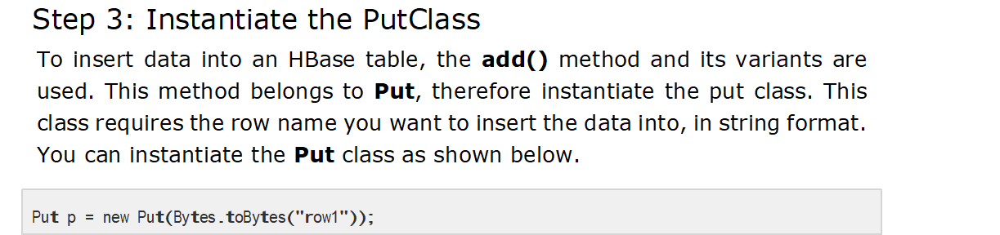 Step 3: Instantiate the PutClass
To insert data into an HBase table, the add() method and its variants are
used. This method belongs to Put, therefore instantiate the put class. This
class requires the row name you want to insert the data into, in string format.
You can instantiate the Put class as shown below.
Put p = new Put(Bytes.toBytes("row1"));